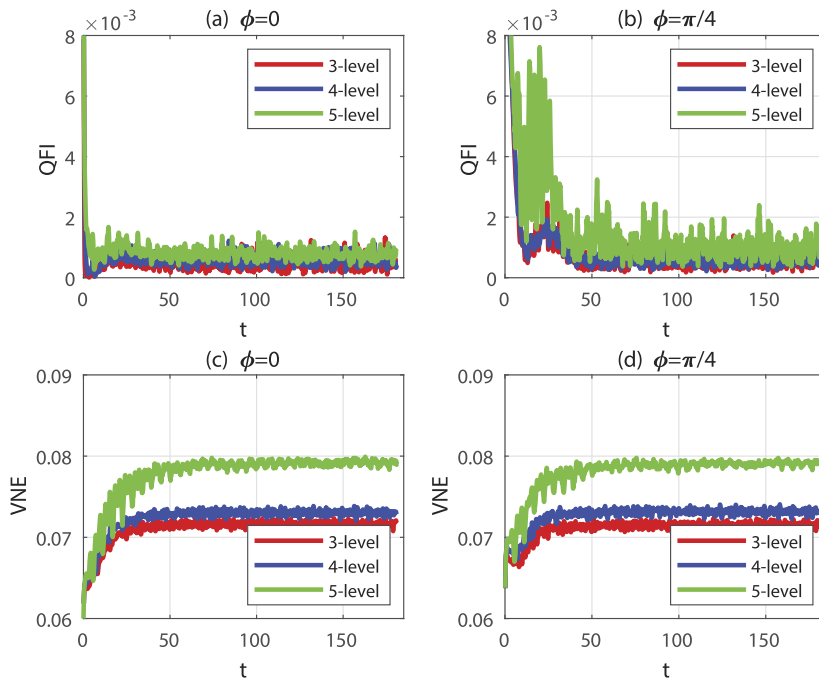 (a) ϕ=0
×10⁻³
8
6
4
2
0
QFI
0 50 100 150
t
3-level
4-level
5-level
(b) ϕ=π/4
×10⁻³
8
6
4
2
0
QFI
0 50 100 150
t
3-level
4-level
5-level
(c) ϕ=0
0.09
0.08
0.07
0.06
VNE
0 50 100 150
t
3-level
4-level
5-level
(d) ϕ=π/4
0.09
0.08
0.07
0.06
VNE
0 50 100 150
t
3-level
4-level
5-level